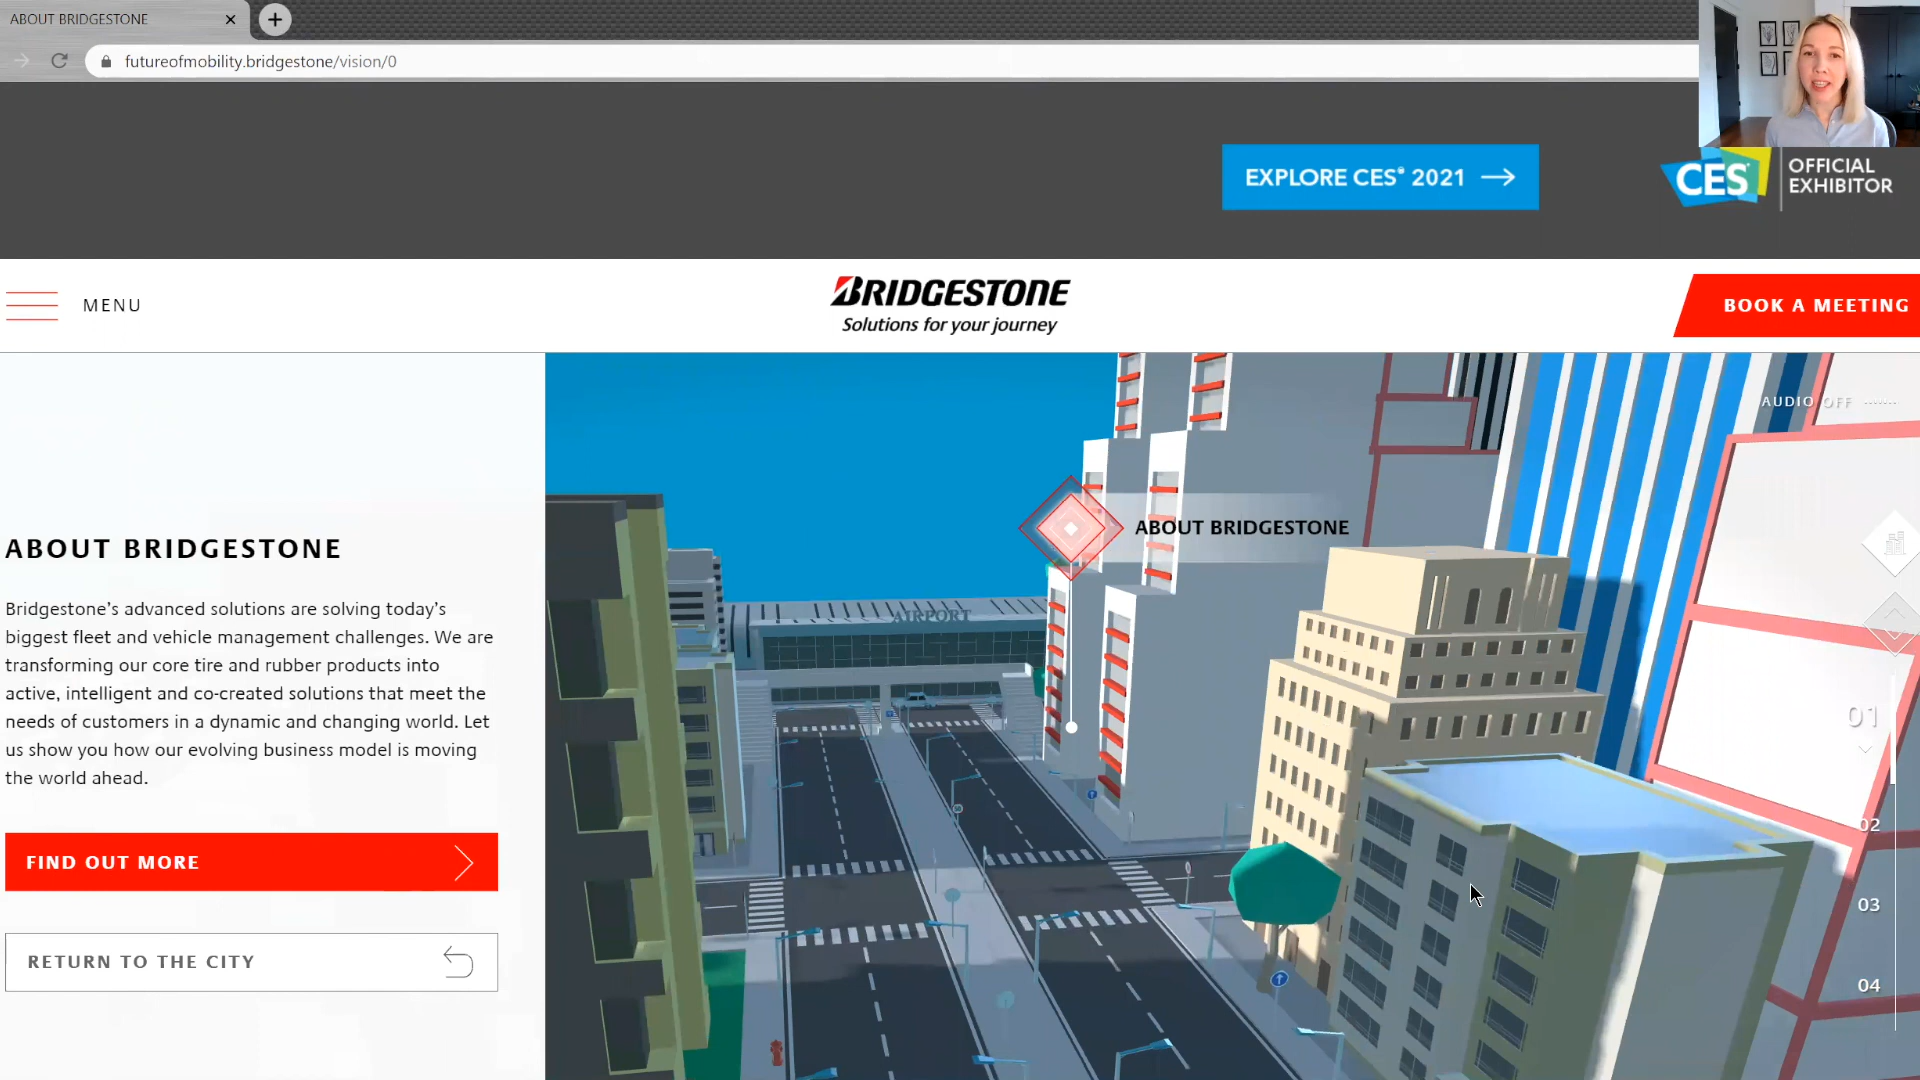 ABOUT BRIDGESTONE
futureofmobility.bridgestone/vision/0
EXPLORE CES® 2021
CES
OFFICIAL
EXHIBITOR
MENU
BRIDGESTONE
Solutions for your journey
BOOK A MEETING
AUDIO OFF
ABOUT BRIDGESTONE
AIRPORT
ABOUT BRIDGESTONE
Bridgestone’s advanced solutions are solving today’s
biggest fleet and vehicle management challenges. We are
transforming our core tire and rubber products into
active, intelligent and co-created solutions that meet the
needs of customers in a dynamic and changing world. Let
us show you how our evolving business model is moving
the world ahead.
FIND OUT MORE
RETURN TO THE CITY
01
02
03
04